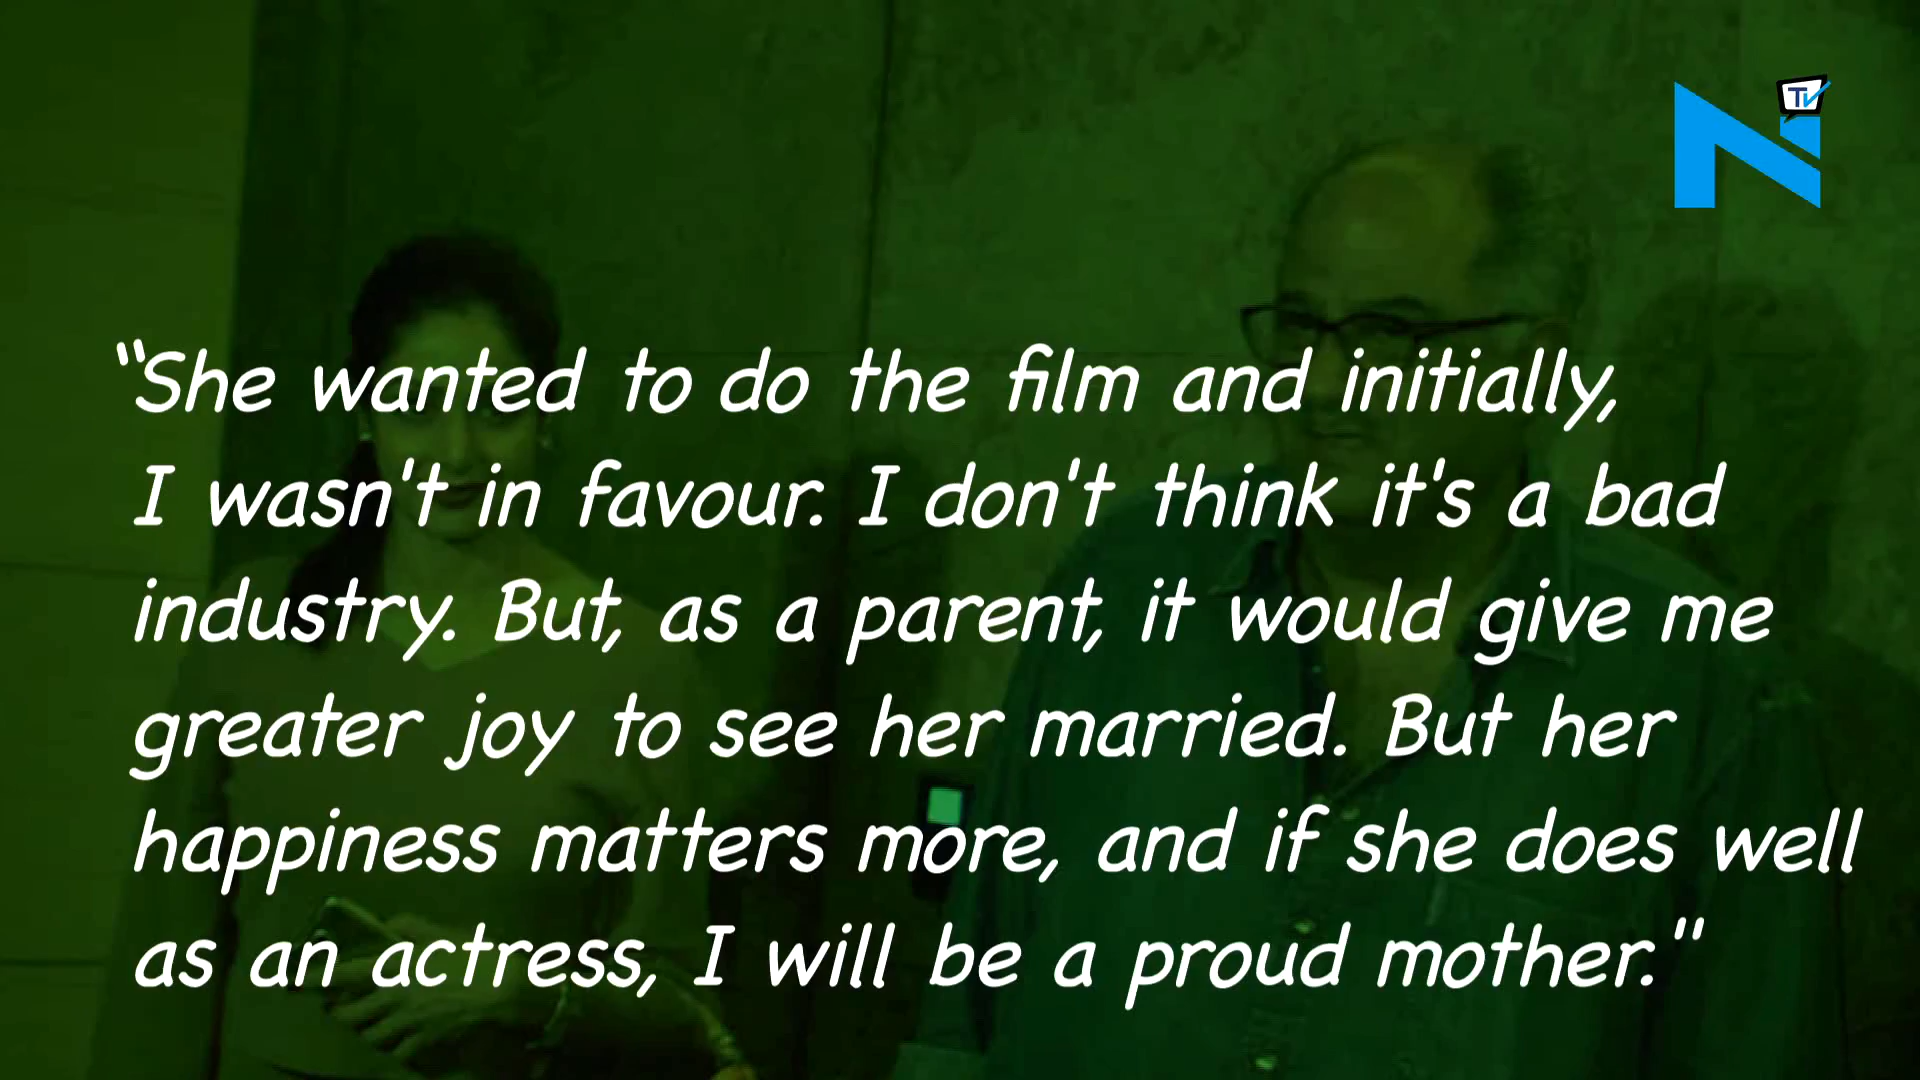 TV
"She wanted to do the film and initially,
I wasn't in favour. I don't think it's a bad
industry. But, as a parent, it would give me
greater joy to see her married. But her
happiness matters more, and if she does well
as an actress, I will be a proud mother."